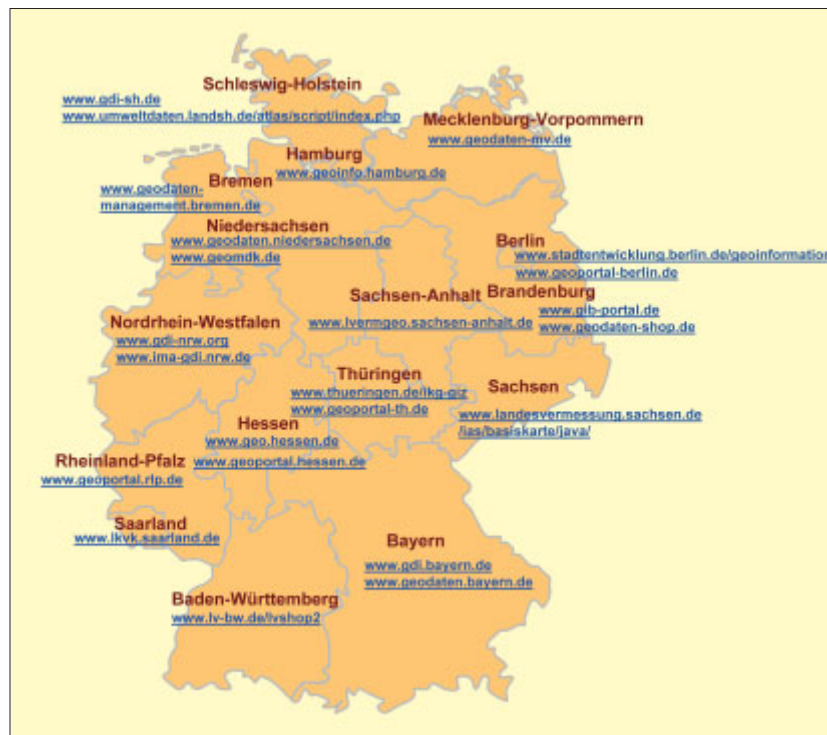 Schleswig-Holstein
www.gdi-sh.de
www.umweltdaten.landsh.de/atlas/script/index.php
Mecklenburg-Vorpommern
www.geodaten-mv.de
Hamburg
www.geoinfo.hamburg.de
Bremen
www.geodaten-
management.bremen.de
Niedersachsen
www.geodaten.niedersachsen.de
www.geomdk.de
Berlin
www.stadtentwicklung.berlin.de/geoinformation
www.geoportal-berlin.de
Sachsen-Anhalt
www.lvermgeo.sachsen-anhalt.de
Brandenburg
www.gib-portal.de
www.geodaten-shop.de
Nordrhein-Westfalen
www.gdi-nrw.org
www.ima-gdi.nrw.de
Thüringen
www.thueringen.de/lkg-giz
www.geoportal-th.de
Sachsen
www.landesvermessung.sachsen.de
/ias/basiskarte/java/
Hessen
www.geo.hessen.de
www.geoportal.hessen.de
Rheinland-Pfalz
www.geoportal.rlp.de
Saarland
www.lkvk.saarland.de
Bayern
www.gdi.bayern.de
www.geodaten.bayern.de
Baden-Württemberg
www.lv-bw.de/lvshop2